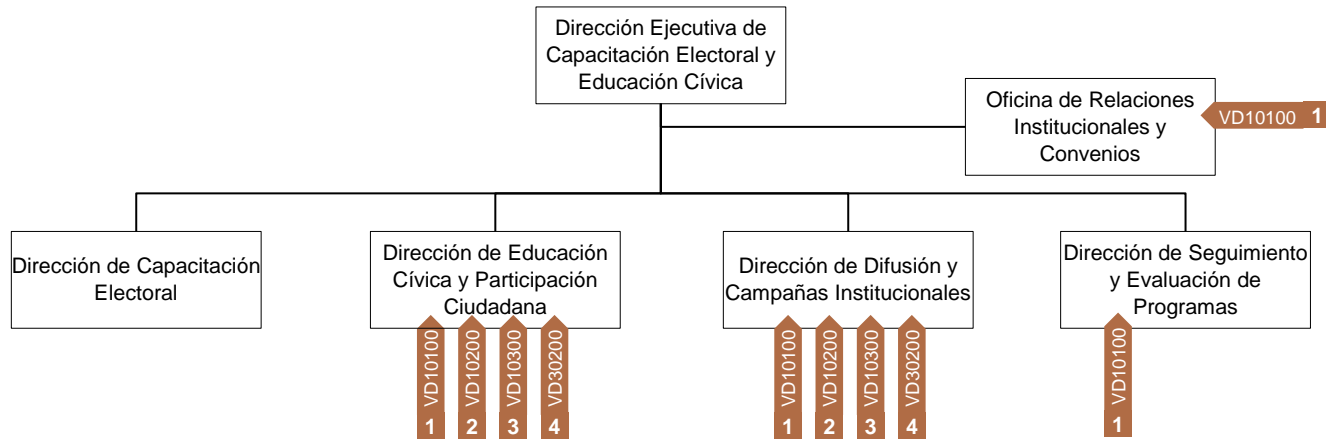 Dirección Ejecutiva de
Capacitación Electoral y
Educación Cívica
Oficina de Relaciones
Institucionales y
Convenios
VD10100 1
Dirección de Capacitación
Electoral
Dirección de Educación
Cívica y Participación
Ciudadana
Dirección de Difusión y
Campañas Institucionales
Dirección de Seguimiento
y Evaluación de
Programas
1 VD10100
2 VD10200
3 VD10300
4 VD30200
1 VD10100
2 VD10200
3 VD10300
4 VD30200
1 VD10100